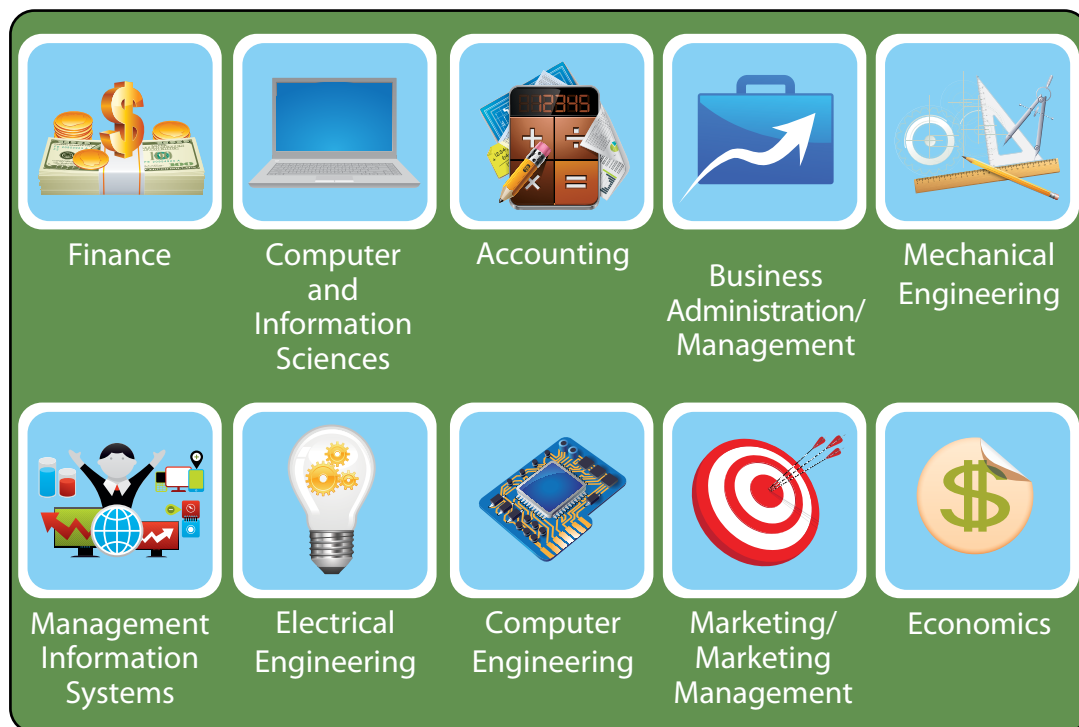 12345
Finance
Computer
and
Information
Sciences
Accounting
Business
Administration/
Management
Mechanical
Engineering
Management
Information
Systems
Electrical
Engineering
Computer
Engineering
Marketing/
Marketing
Management
Economics